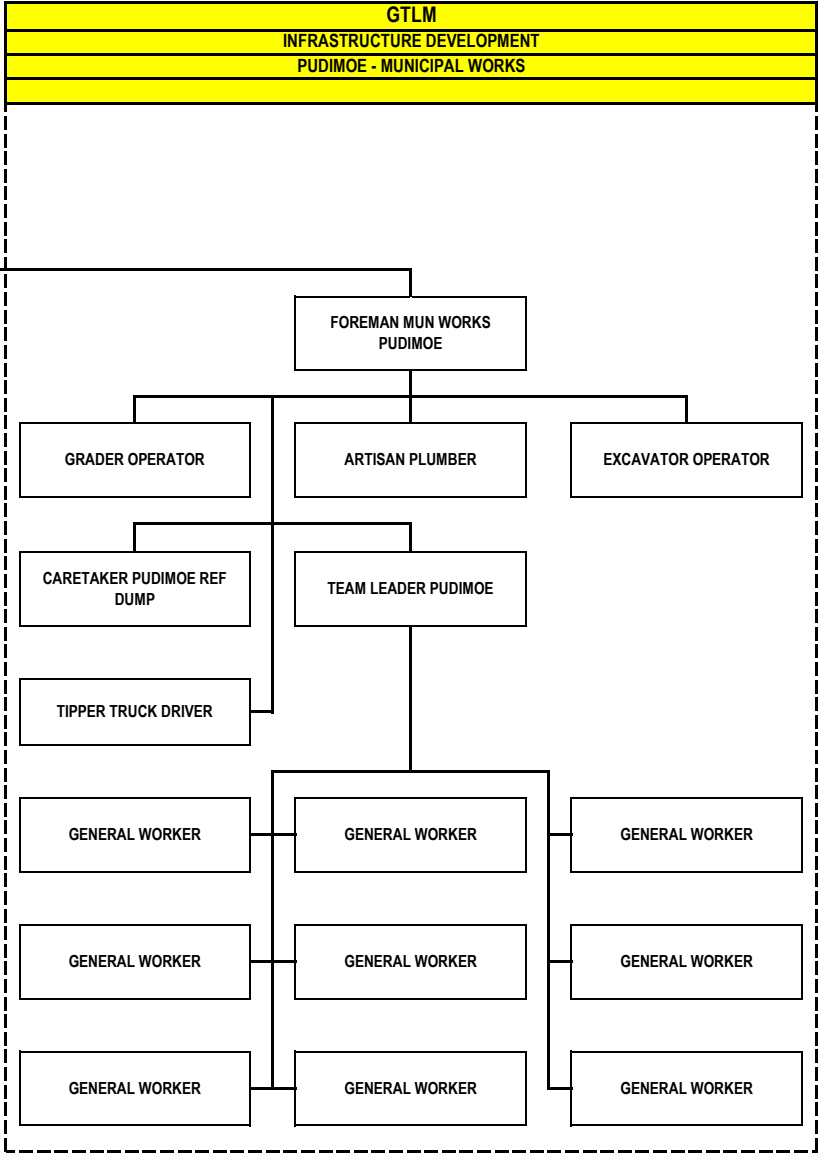 GTLM
INFRASTRUCTURE DEVELOPMENT
PUDIMOE - MUNICIPAL WORKS
FOREMAN MUN WORKS
PUDIMOE
GRADER OPERATOR
ARTISAN PLUMBER
EXCAVATOR OPERATOR
CARETAKER PUDIMOE REF
DUMP
TEAM LEADER PUDIMOE
TIPPER TRUCK DRIVER
GENERAL WORKER
GENERAL WORKER
GENERAL WORKER
GENERAL WORKER
GENERAL WORKER
GENERAL WORKER
GENERAL WORKER
GENERAL WORKER
GENERAL WORKER